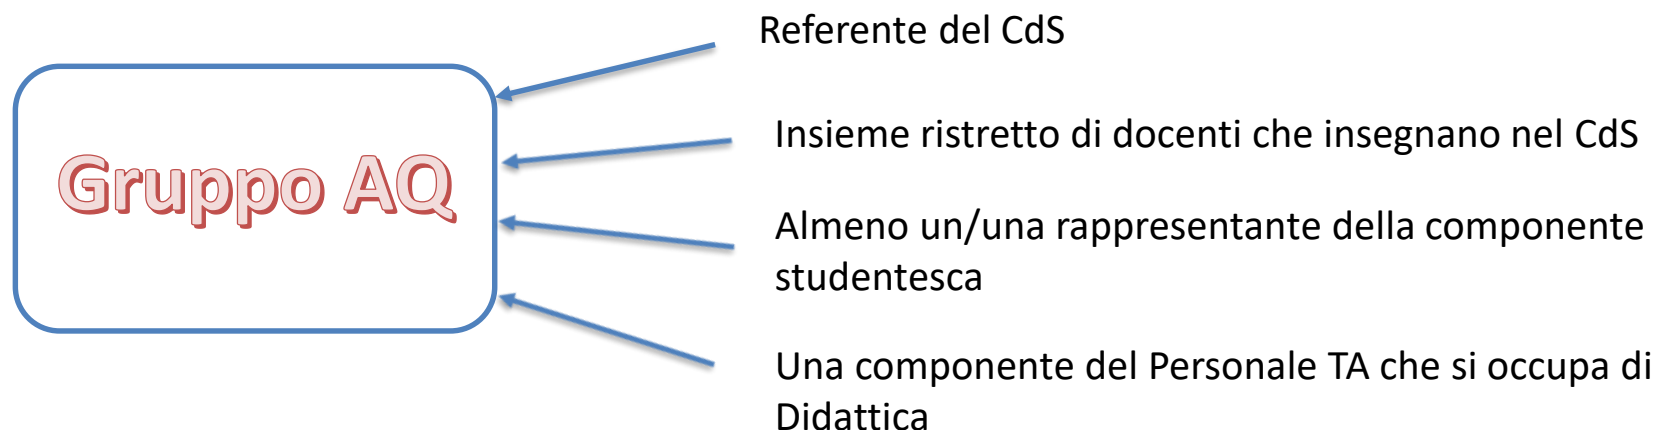 Referente del CdS
Insieme ristretto di docenti che insegnano nel CdS
Gruppo AQ
Almeno un/una rappresentante della componente
studentesca
Una componente del Personale TA che si occupa di
Didattica